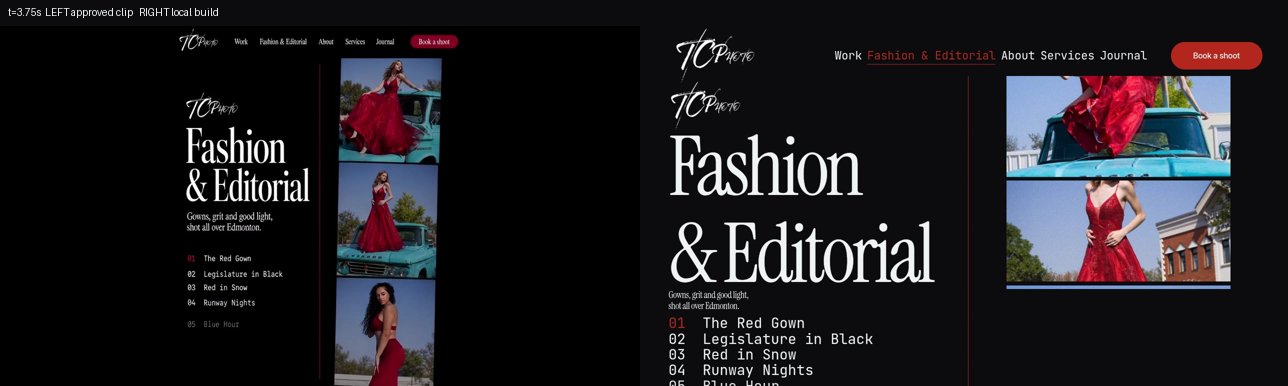 t=3.75s LEFT approved clip RIGHT local build
TCPHOTO
Work Fashion & Editorial About Services Journal Book a shoot
TCPHOTO
Fashion
& Editorial
Gowns, grit and good light,
shot all over Edmonton.
01 The Red Gown
02 Legislature in Black
03 Red in Snow
04 Runway Nights
05 Blue Hour
TCPHOTO
Work Fashion & Editorial About Services Journal Book a shoot
TCPHOTO
Fashion
& Editorial
Gowns, grit and good light,
shot all over Edmonton.
01 The Red Gown
02 Legislature in Black
03 Red in Snow
04 Runway Nights
05 Blue Hour